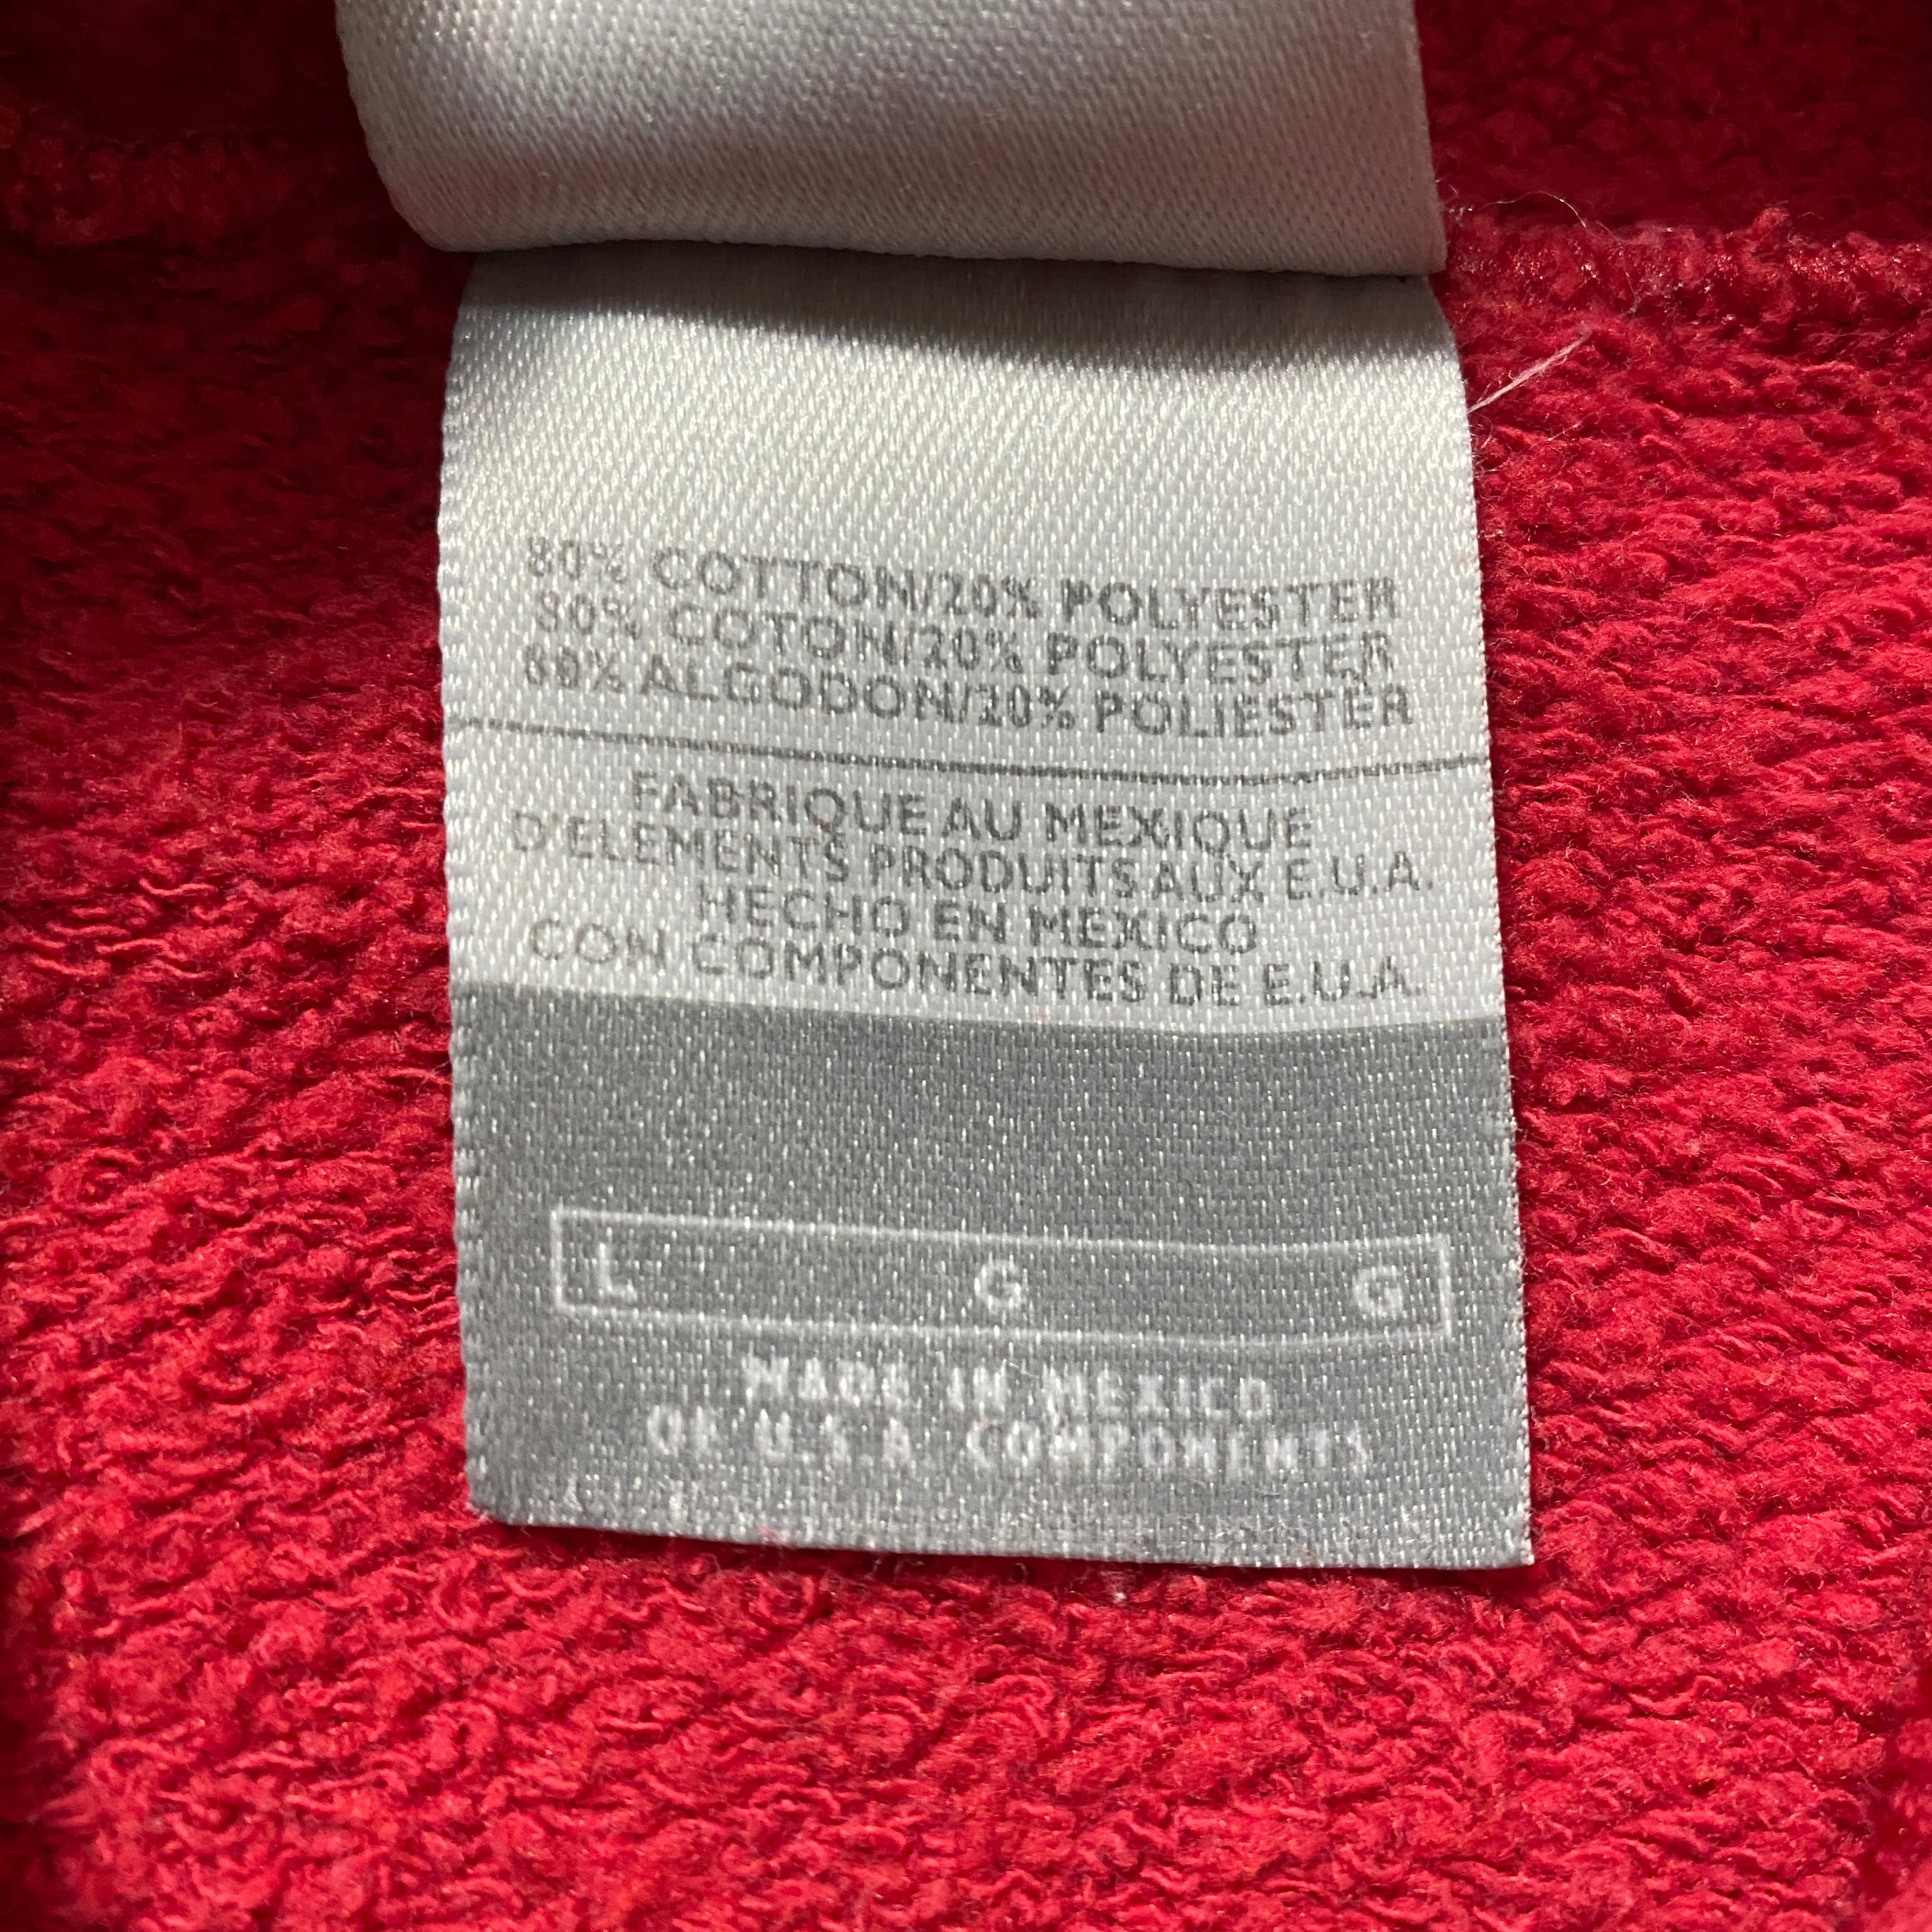 80% COTTON/20% POLYESTER
80% COTON/20% POLYESTER
80% ALGODON/20% POLIESTER
FABRIQUE AU MEXIQUE
D'ELEMENTS PRODUITS AUX E.U.A.
HECHO EN MEXICO
CON COMPONENTES DE E.U.A.
L G G
MADE IN MEXICO
OF U.S.A COMPONENTS